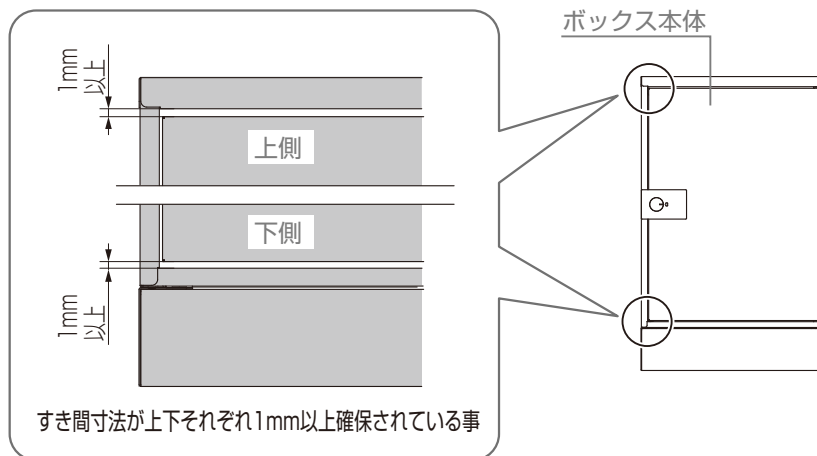 ボックス本体
1mm
以上
上側
下側
1mm
以上
すき間寸法が上下それぞれ1mm以上確保されている事